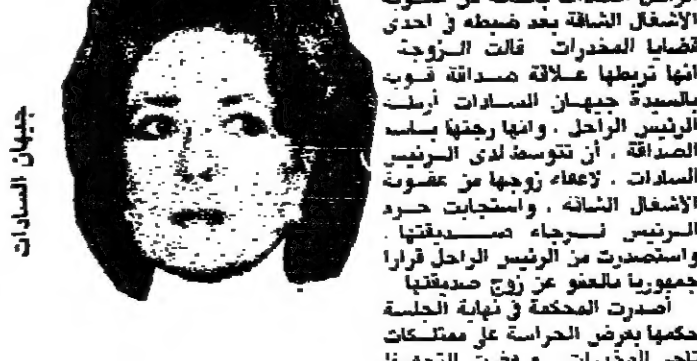 الاشغال الشاقة بعد ضبطه في احدى
قضايا المخدرات قالت الزوجة
انها تربطها علاقة صداقة قوية
بالسيدة جيهان السادات أرملة
الرئيس الراحل . وانها رجتها باسم
الصداقة . أن تتوسط لدى الرئيس
السادات . لاعفاء زوجها من عقوبة
الاشغال الشاقة . واستجابت حرم
الرئيس لرجاء صديقتها .
واستصدرت من الرئيس الراحل قرارا
جمهوريا بالعفو عن زوج صديقتها
أصدرت المحكمة في نهاية الجلسة
حكمها بفرض الحراسة على ممتلكات
تاجر المخدرات
جيهان السادات